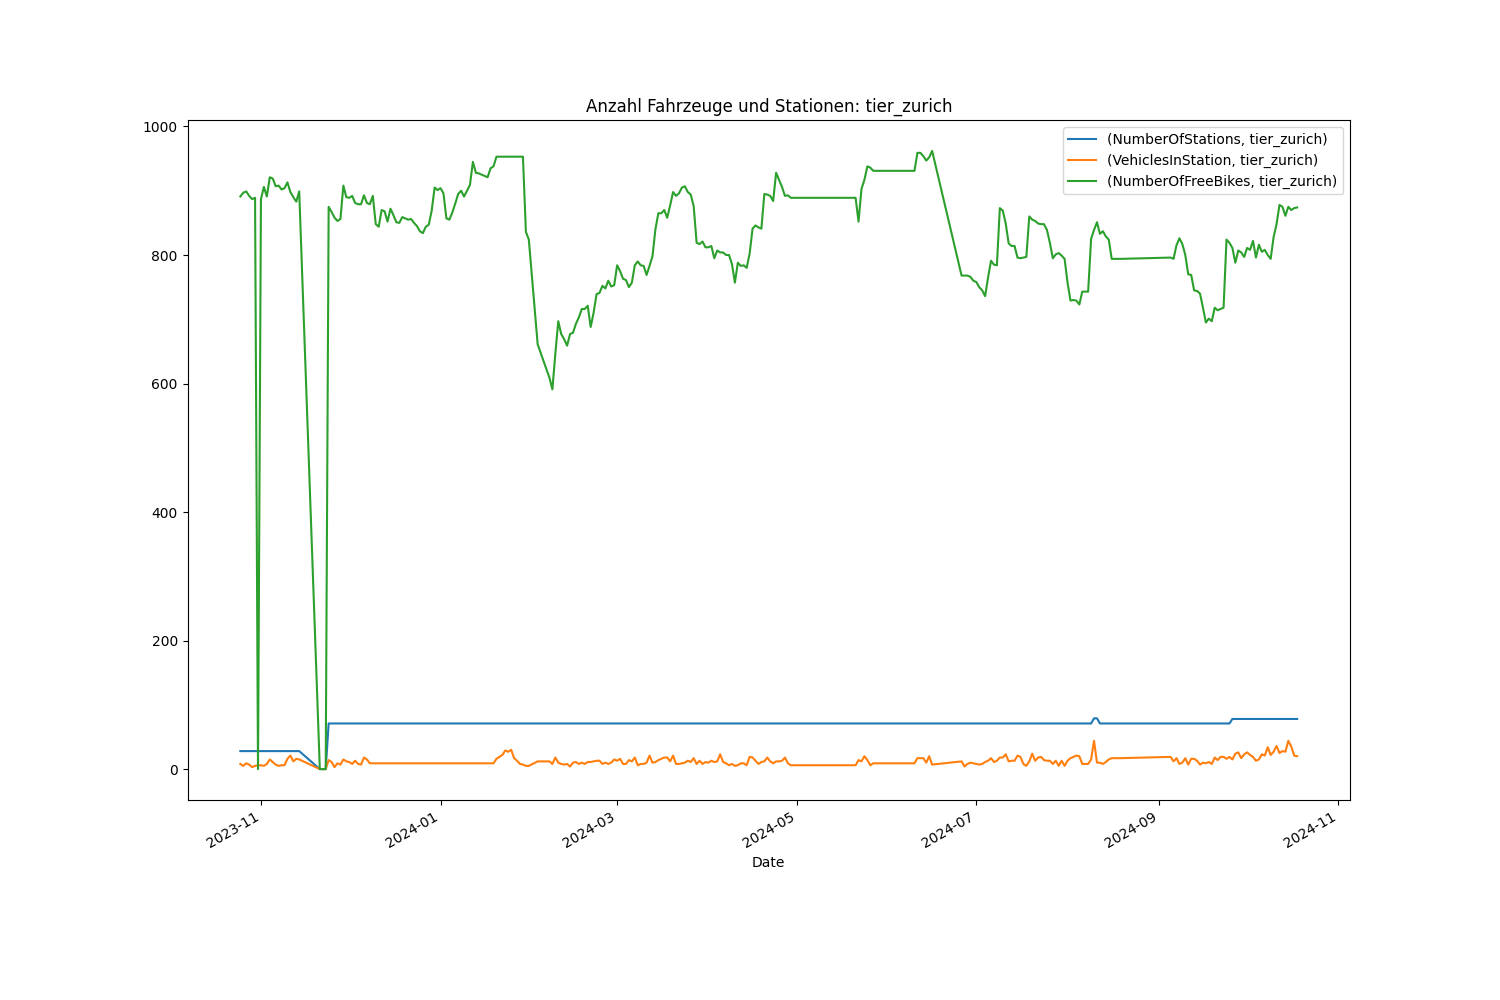 Anzahl Fahrzeuge und Stationen: tier_zurich
(NumberOfStations, tier_zurich)
(VehiclesInStation, tier_zurich)
(NumberOfFreeBikes, tier_zurich)
1000
800
600
400
200
0
2023-11
2024-01
2024-03
2024-05
2024-07
2024-09
2024-11
Date